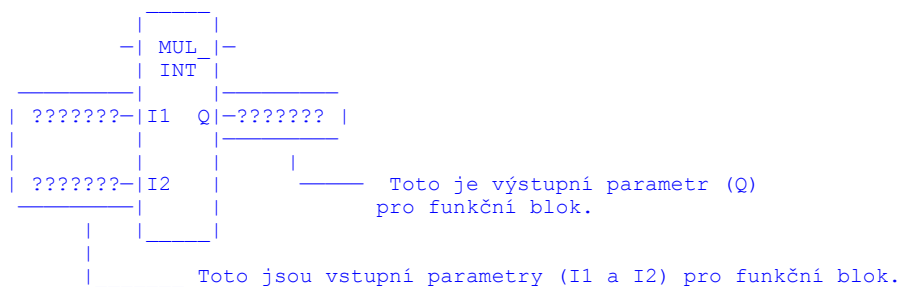 MUL_
INT
??????? I1 Q ???????
??????? I2
Toto je výstupní parametr (Q)
pro funkční blok.
Toto jsou vstupní parametry (I1 a I2) pro funkční blok.